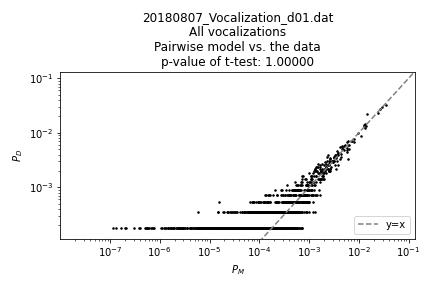 20180807_Vocalization_d01.dat
All vocalizations
Pairwise model vs. the data
p-value of t-test: 1.00000
10⁻¹
10⁻²
10⁻³
P_D
y=x
10⁻⁷ 10⁻⁶ 10⁻⁵ 10⁻⁴ 10⁻³ 10⁻² 10⁻¹
P_M